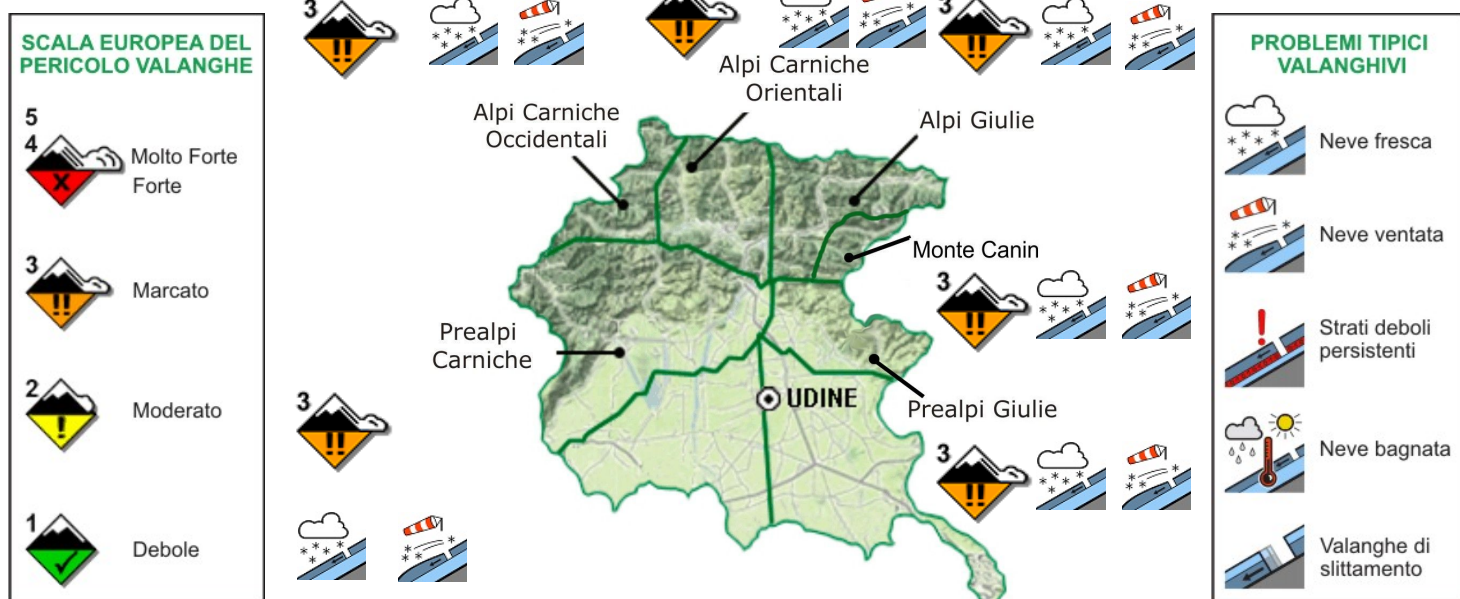 SCALA EUROPEA DEL
PERICOLO VALANGHE
5
4
Molto Forte
Forte
3
Marcato
2
Moderato
1
Debole
3
3
3
Alpi Carniche
Orientali
Alpi Carniche
Occidentali
Alpi Giulie
Monte Canin
3
Prealpi
Carniche
UDINE
Prealpi Giulie
3
3
PROBLEMI TIPICI
VALANGHIVI
Neve fresca
Neve ventata
Strati deboli
persistenti
Neve bagnata
Valanghe di
slittamento